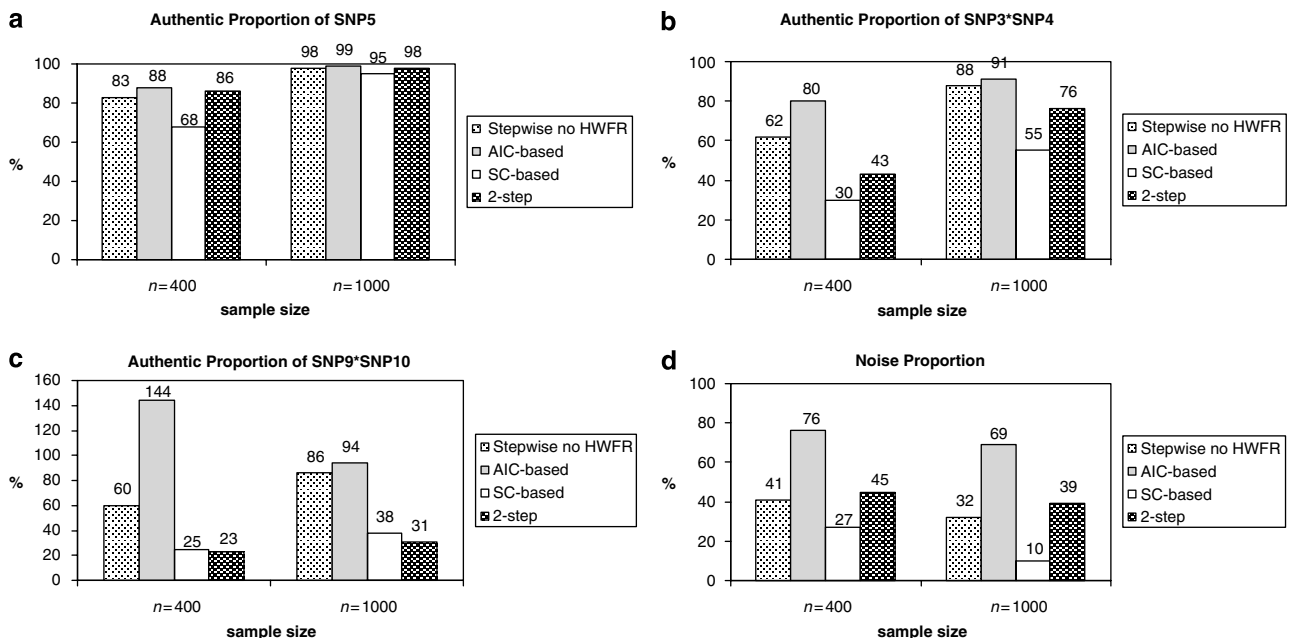 a
Authentic Proportion of SNP5
100
80
60
40
20
0
%
83
88
68
86
98
99
95
98
n=400
n=1000
sample size
Stepwise no HWFR
AIC-based
SC-based
2-step
b
Authentic Proportion of SNP3*SNP4
100
80
60
40
20
0
%
62
80
30
43
88
91
55
76
n=400
n=1000
sample size
Stepwise no HWFR
AIC-based
SC-based
2-step
c
Authentic Proportion of SNP9*SNP10
160
140
120
100
80
60
40
20
0
%
60
144
25
23
86
94
38
31
n=400
n=1000
sample size
Stepwise no HWFR
AIC-based
SC-based
2-step
d
Noise Proportion
100
80
60
40
20
0
%
41
76
27
45
32
69
10
39
n=400
n=1000
sample size
Stepwise no HWFR
AIC-based
SC-based
2-step